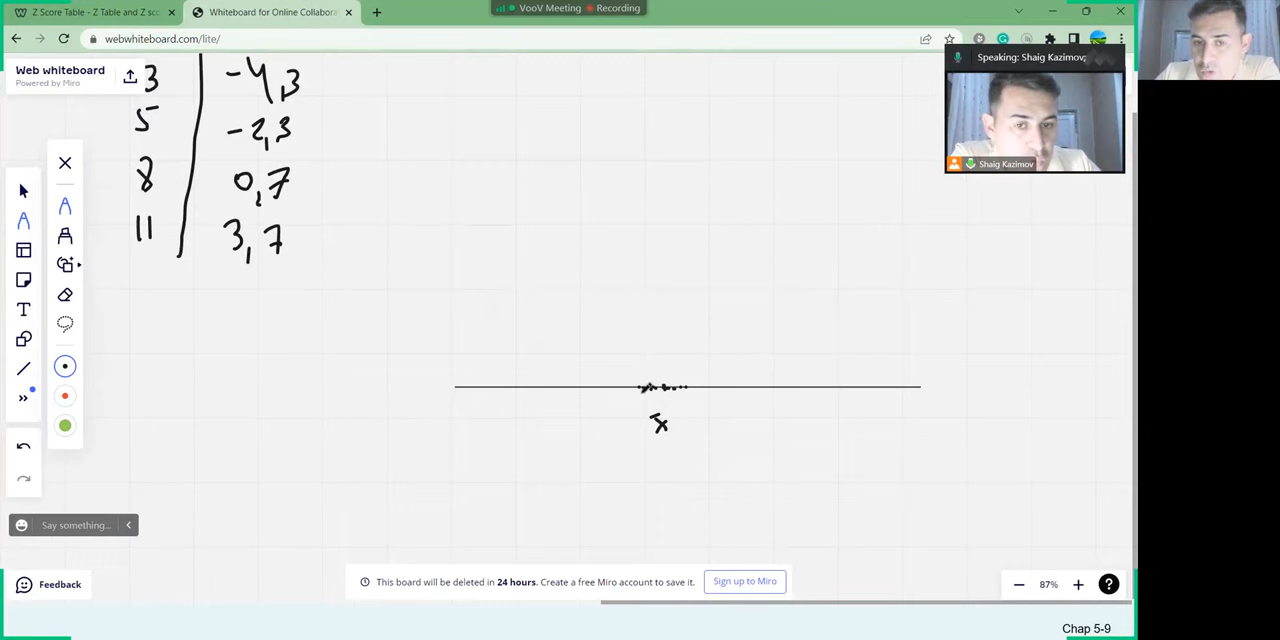 Z Score Table - Z Table and Z sco
Whiteboard for Online Collabora
VooV Meeting Recording
webwhiteboard.com/lite/
Web whiteboard
Powered by Miro
Speaking: Shaig Kazimov;
Shaig Kazimov
3 -4,3
5 -2,3
8 0,7
11 3,7
x̄
T
Say something...
Feedback
This board will be deleted in 24 hours. Create a free Miro account to save it.
Sign up to Miro
87%
Chap 5-9